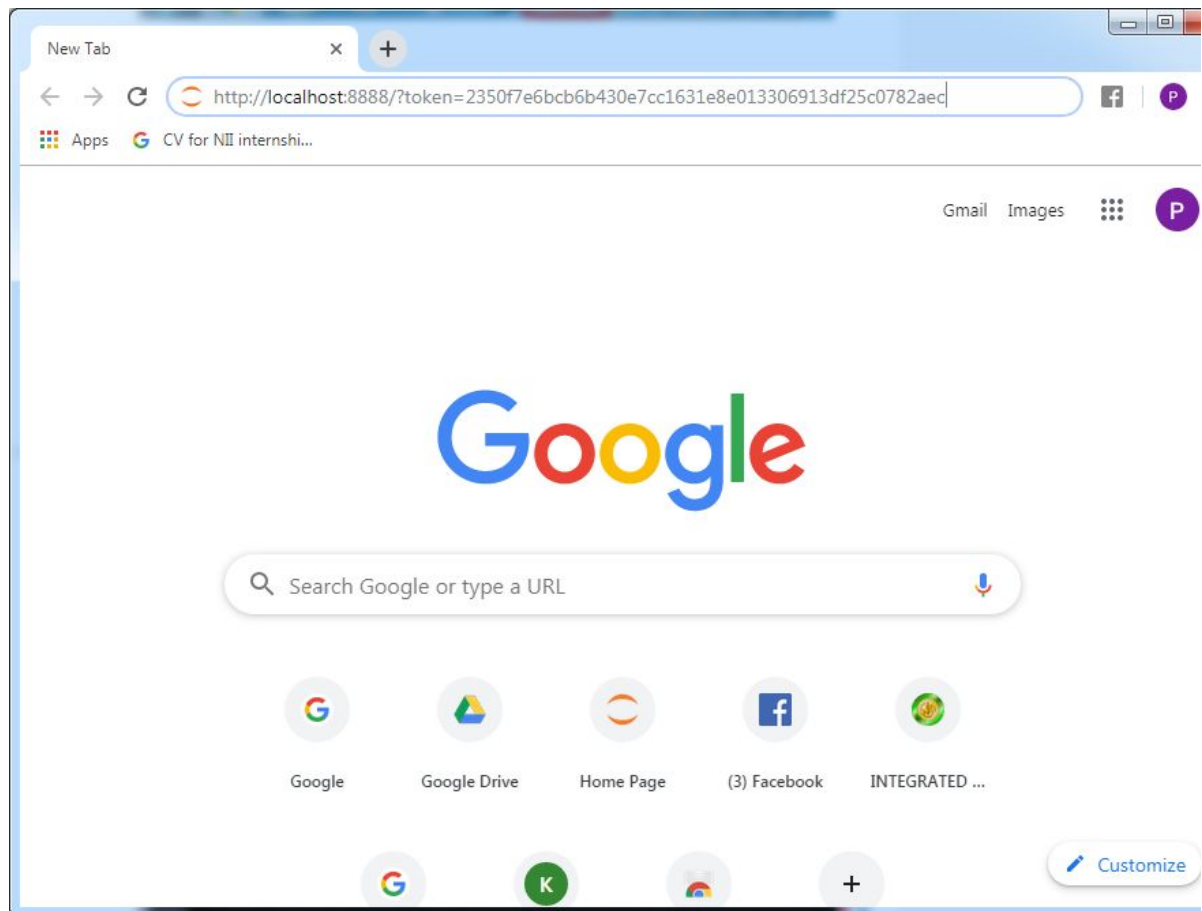 New Tab
http://localhost:8888/?token=2350f7e6bcb6b430e7cc1631e8e013306913df25c0782aec
P
Apps
CV for NII internshi...
Gmail Images
P
Google
Search Google or type a URL
Google Google Drive Home Page (3) Facebook INTEGRATED ...
K
Customize